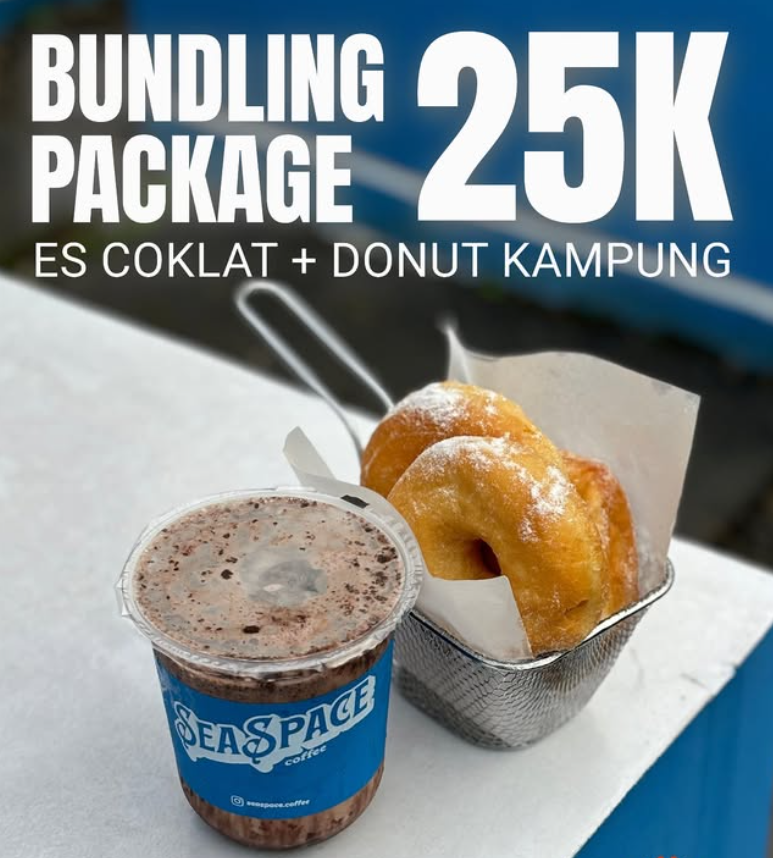 BUNDLING 25K
PACKAGE
ES COKLAT + DONUT KAMPUNG
SEASPACE
coffee
seaspace.coffee